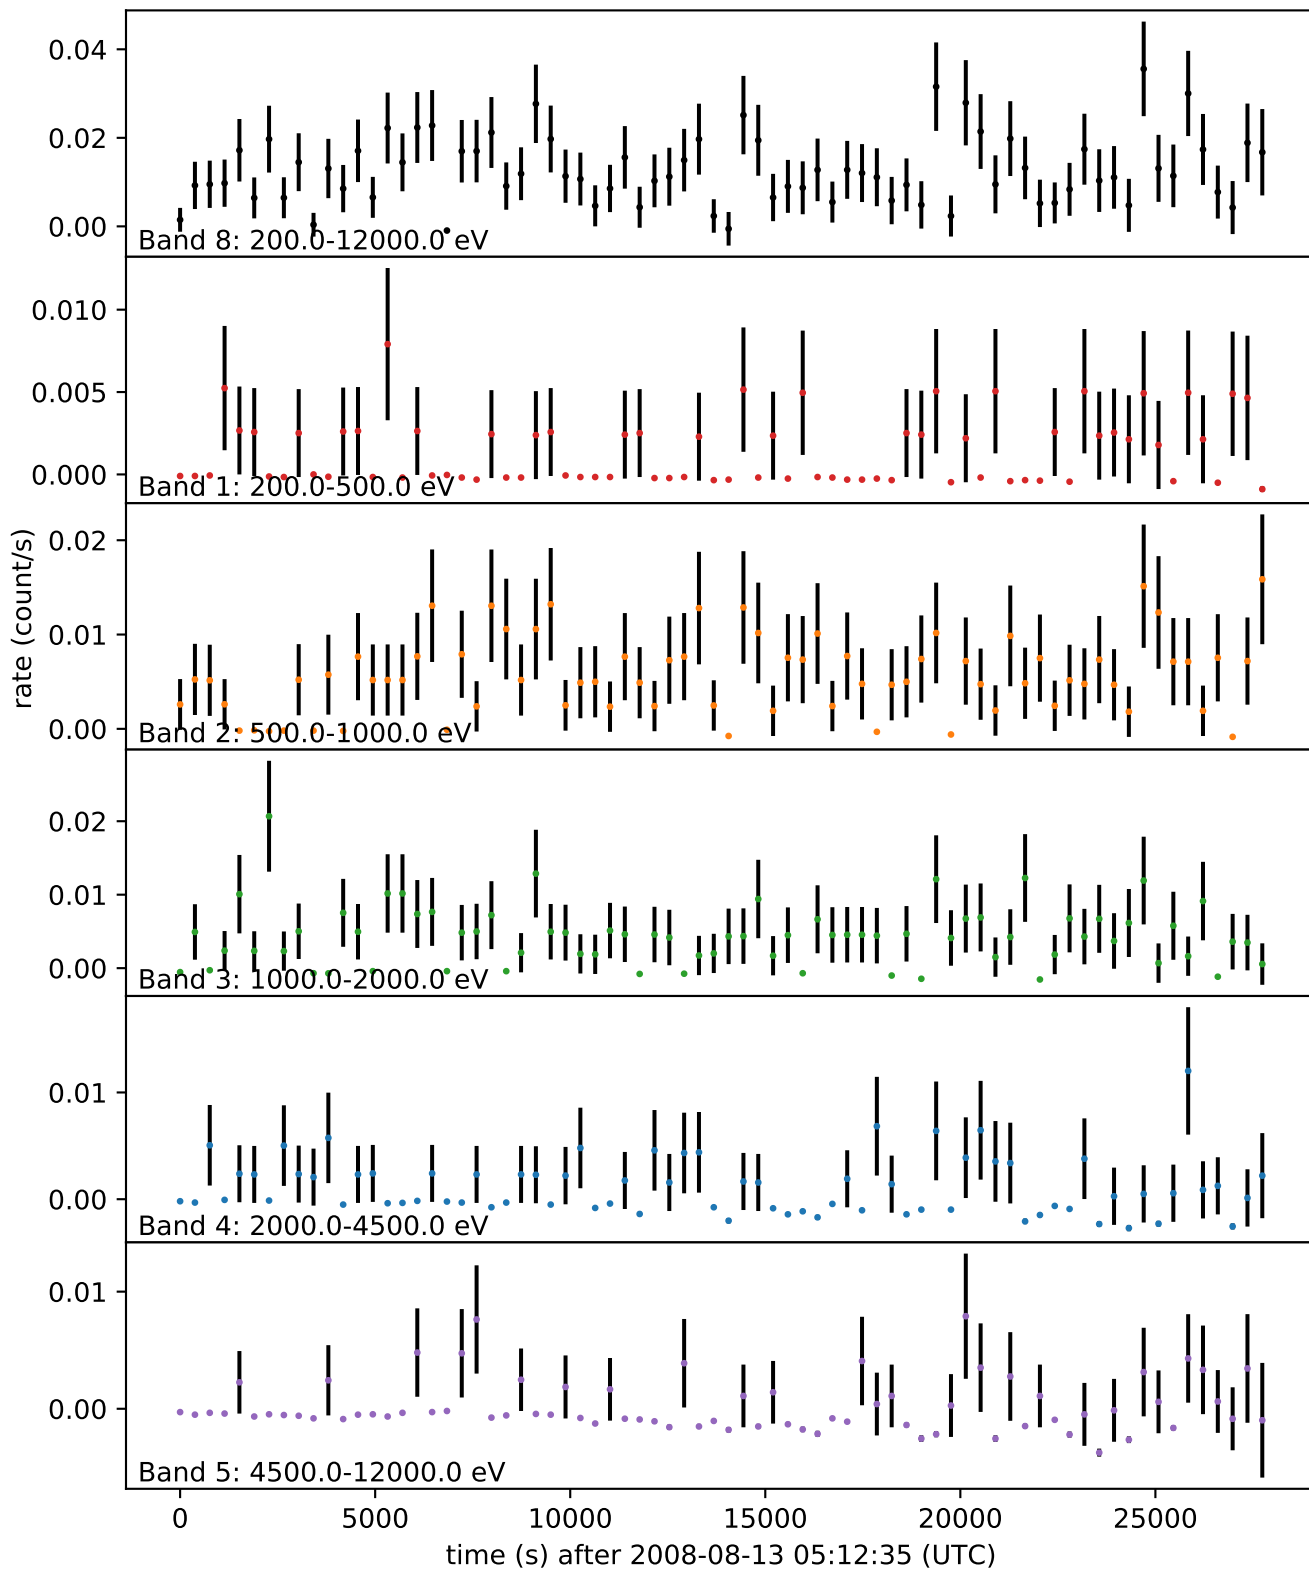 0.04
0.02
0.00
Band 8: 200.0-12000.0 eV
0.010
0.005
0.000
Band 1: 200.0-500.0 eV
rate (count/s)
0.02
0.01
0.00
Band 2: 500.0-1000.0 eV
0.02
0.01
0.00
Band 3: 1000.0-2000.0 eV
0.01
0.00
Band 4: 2000.0-4500.0 eV
0.01
0.00
Band 5: 4500.0-12000.0 eV
0 5000 10000 15000 20000 25000
time (s) after 2008-08-13 05:12:35 (UTC)